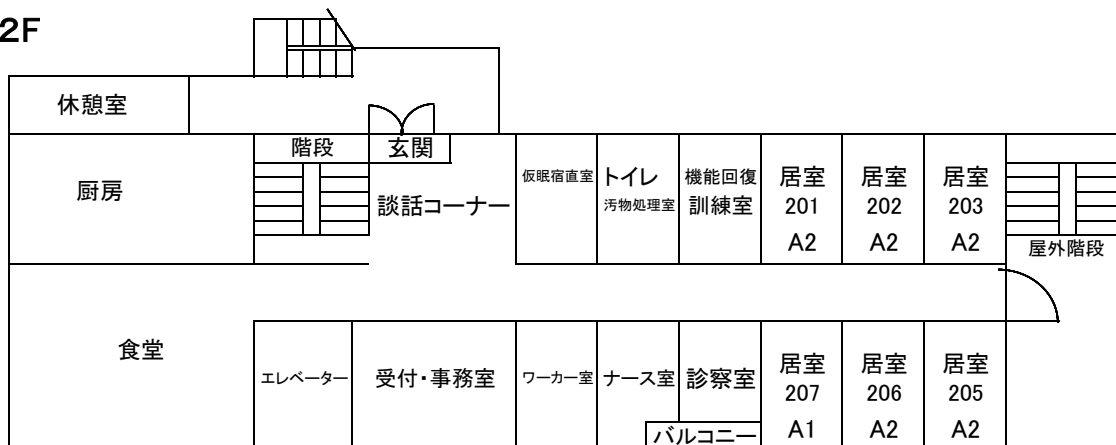 2F
休憩室
階段
玄関
厨房
談話コーナー
仮眠宿直室
トイレ
汚物処理室
機能回復
訓練室
居室
201
A2
居室
202
A2
居室
203
A2
屋外階段
食堂
エレベーター
受付・事務室
ワーカー室
ナース室
診察室
バルコニー
居室
207
A1
居室
206
A2
居室
205
A2